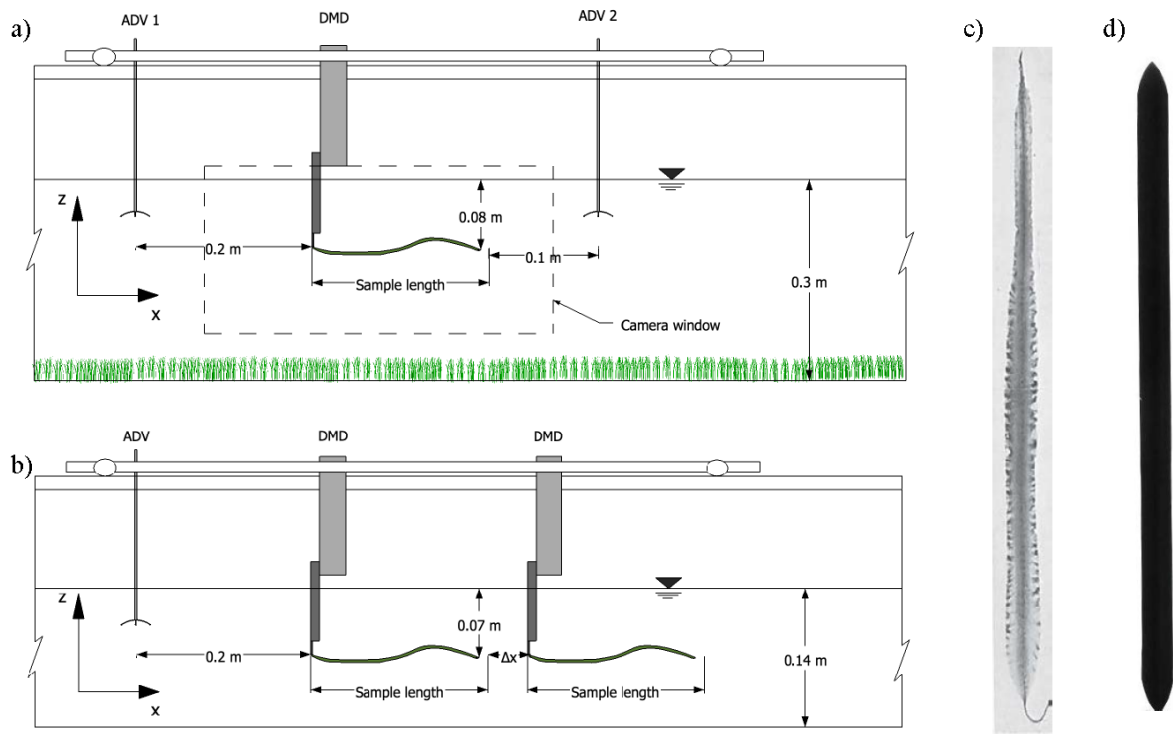 a)
ADV 1
DMD
ADV 2
z
0.08 m
0.2 m
0.1 m
Sample length
x
0.3 m
Camera window
b)
ADV
DMD
DMD
z
0.07 m
0.2 m
Δx
0.14 m
Sample length
Sample length
x
c)
d)